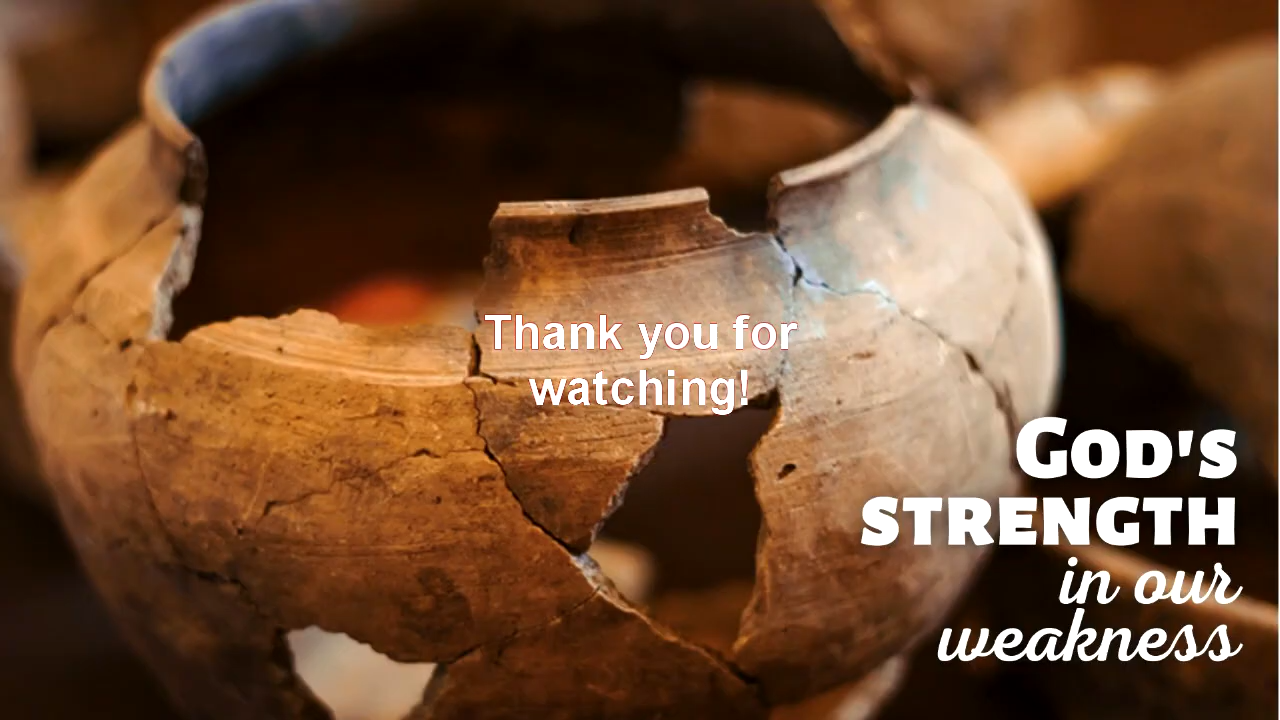 Thank you for
watching!
GOD'S
STRENGTH
in our
weakness